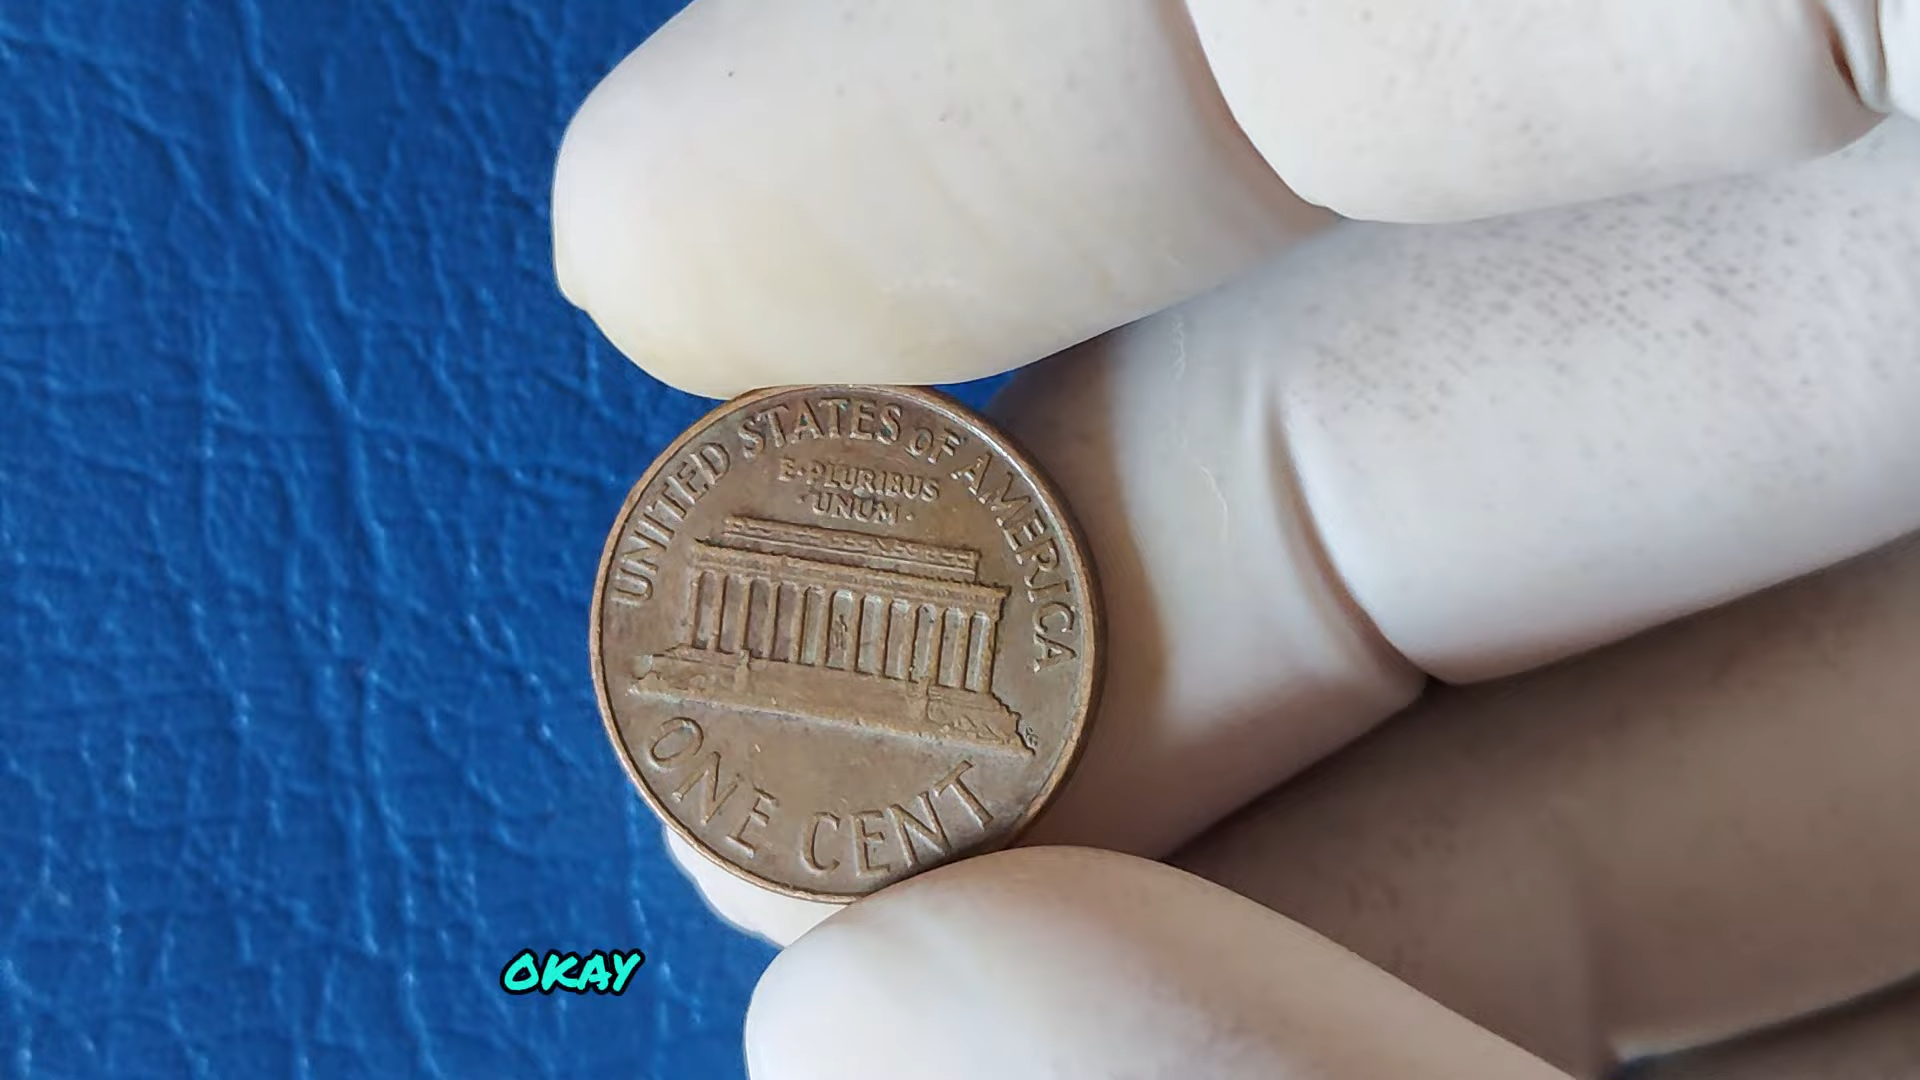 UNITED STATES OF AMERICA
E·PLURIBUS
·UNUM·
ONE CENT
OKAY